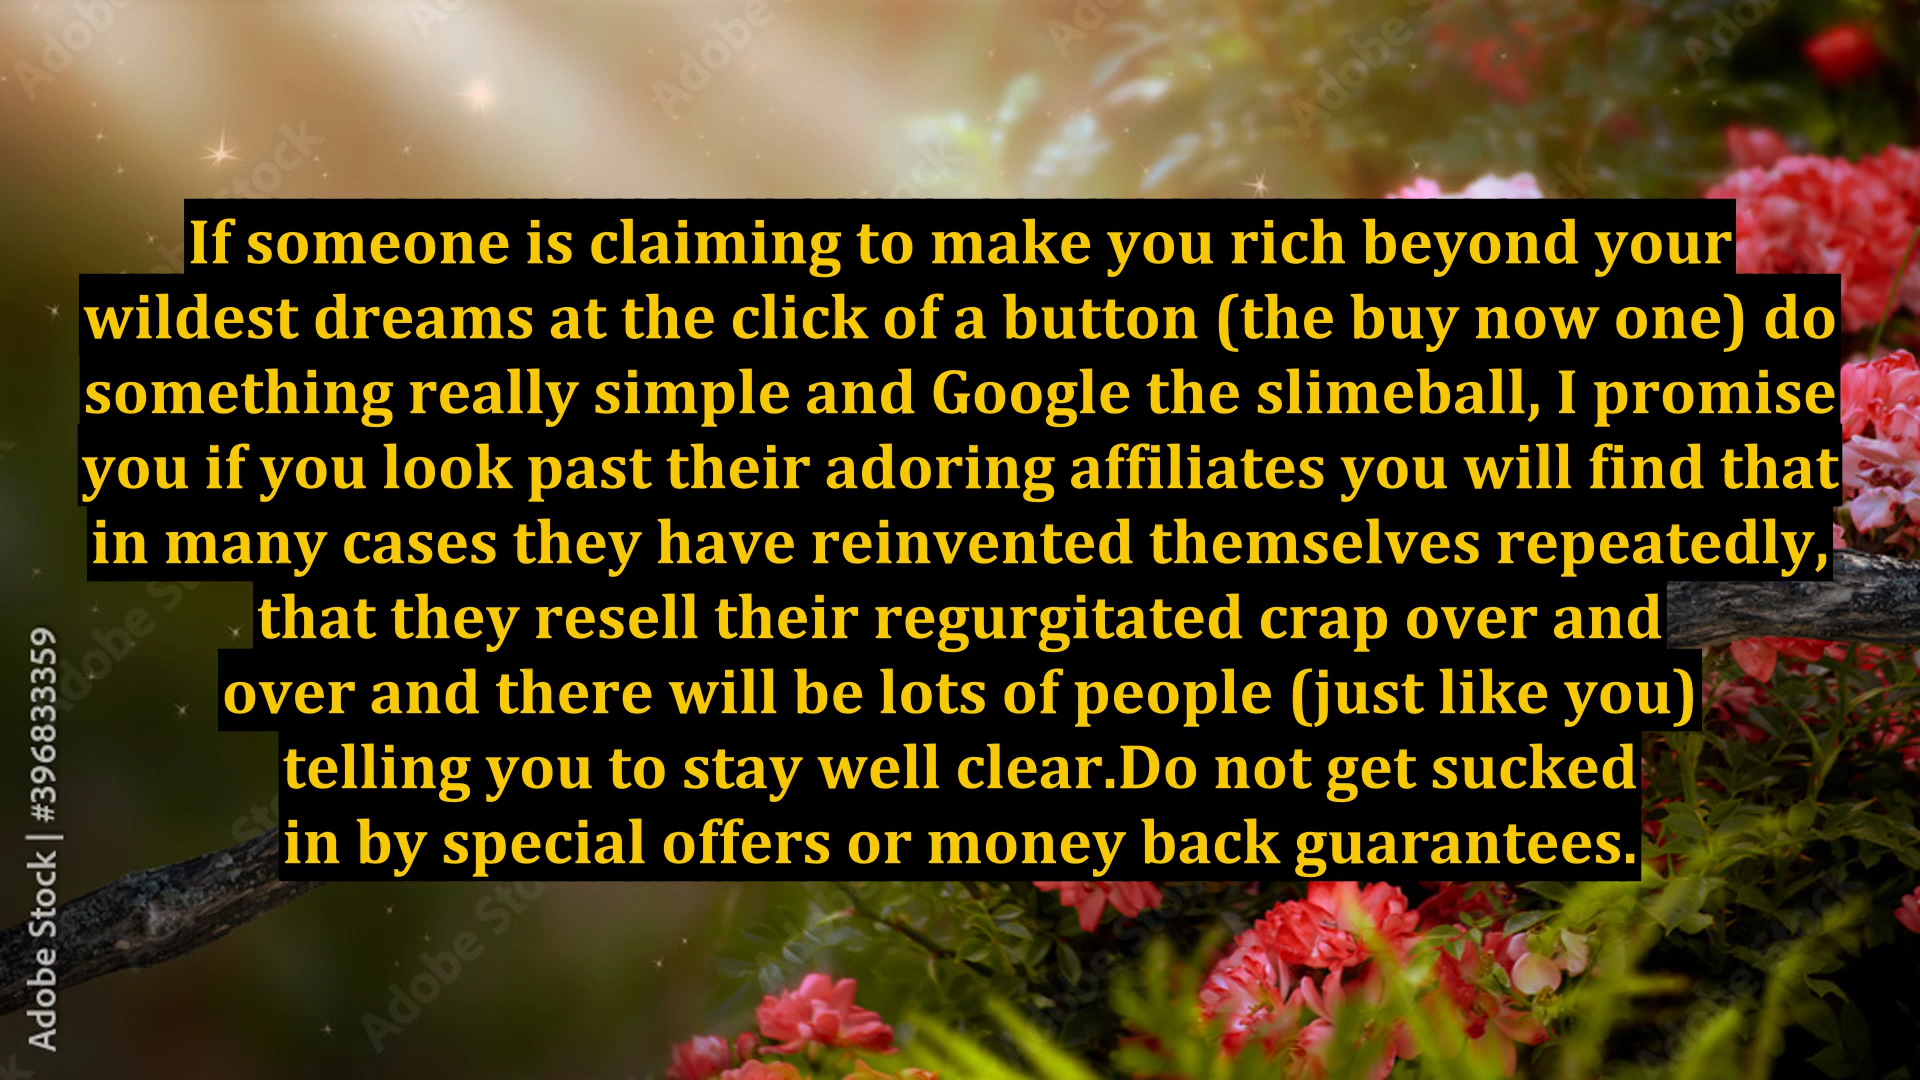 If someone is claiming to make you rich beyond your
wildest dreams at the click of a button (the buy now one) do
something really simple and Google the slimeball, I promise
you if you look past their adoring affiliates you will find that
in many cases they have reinvented themselves repeatedly,
that they resell their regurgitated crap over and
over and there will be lots of people (just like you)
telling you to stay well clear.Do not get sucked
in by special offers or money back guarantees.
Adobe Stock | #396833359